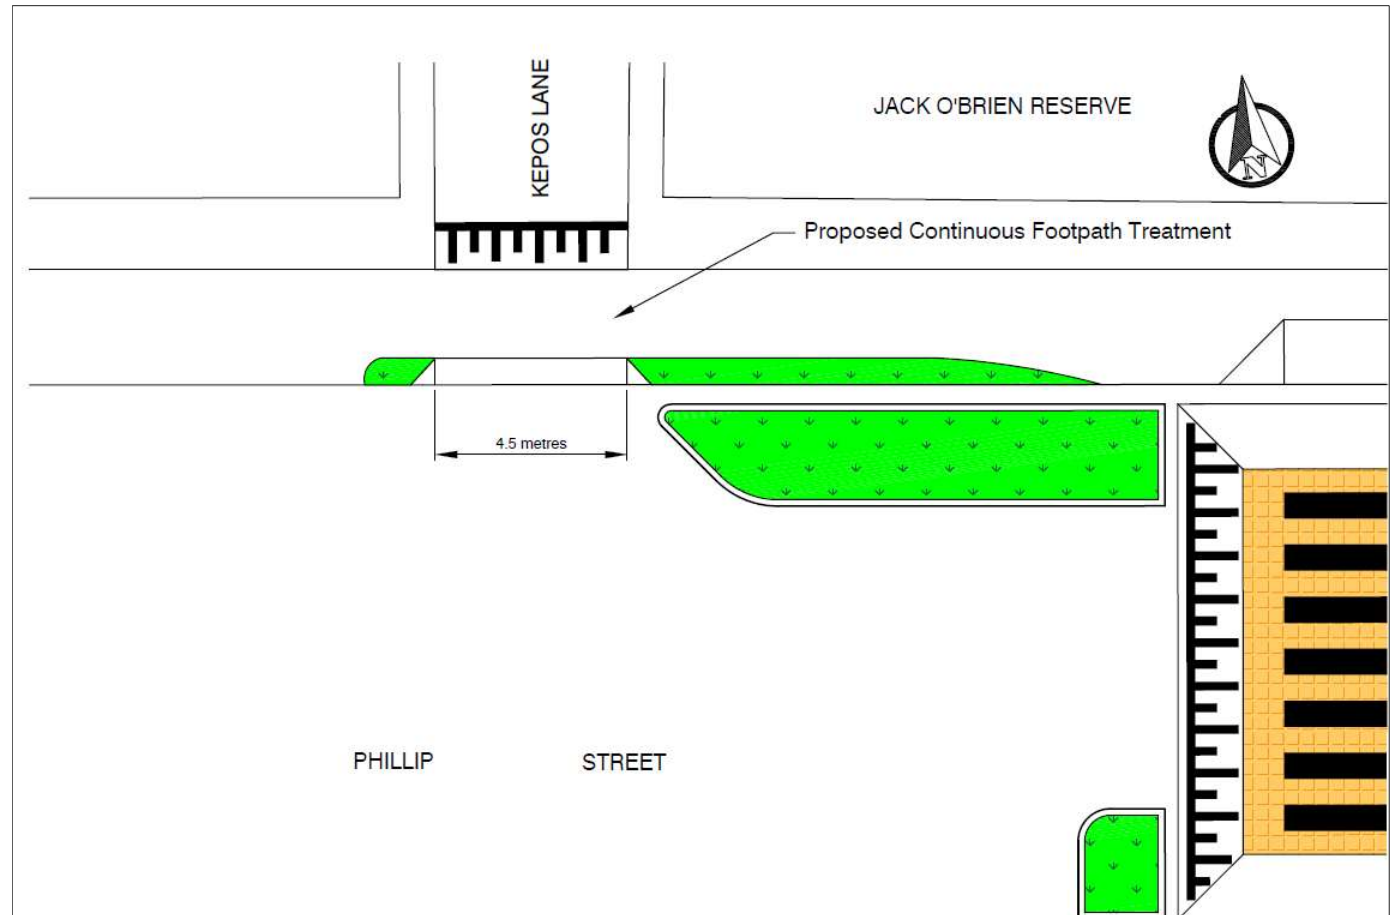 KEPOS LANE
JACK O'BRIEN RESERVE
N
Proposed Continuous Footpath Treatment
4.5 metres
PHILLIP STREET